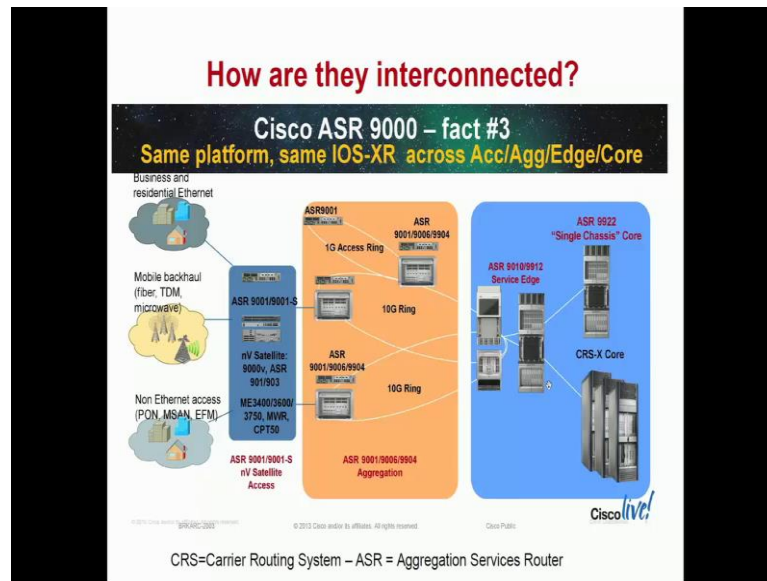 How are they interconnected?
Cisco ASR 9000 – fact #3
Same platform, same IOS-XR across Acc/Agg/Edge/Core
Business and
residential Ethernet
Mobile backhaul
(fiber, TDM,
microwave)
Non Ethernet access
(PON, MSAN, EFM)
ASR 9001/9001-S
nV Satellite:
9000v, ASR
901/903
ME3400/3600/
3750, MWR,
CPT50
ASR 9001/9001-S
nV Satellite
Access
ASR9001
ASR
9001/9006/9904
1G Access Ring
10G Ring
ASR
9001/9006/9904
10G Ring
ASR 9001/9006/9904
Aggregation
ASR 9010/9912
Service Edge
ASR 9922
"Single Chassis" Core
CRS-X Core
BRKARC-2003
© 2013 Cisco and/or its affiliates. All rights reserved.
Cisco Public
Cisco live!
CRS=Carrier Routing System – ASR = Aggregation Services Router